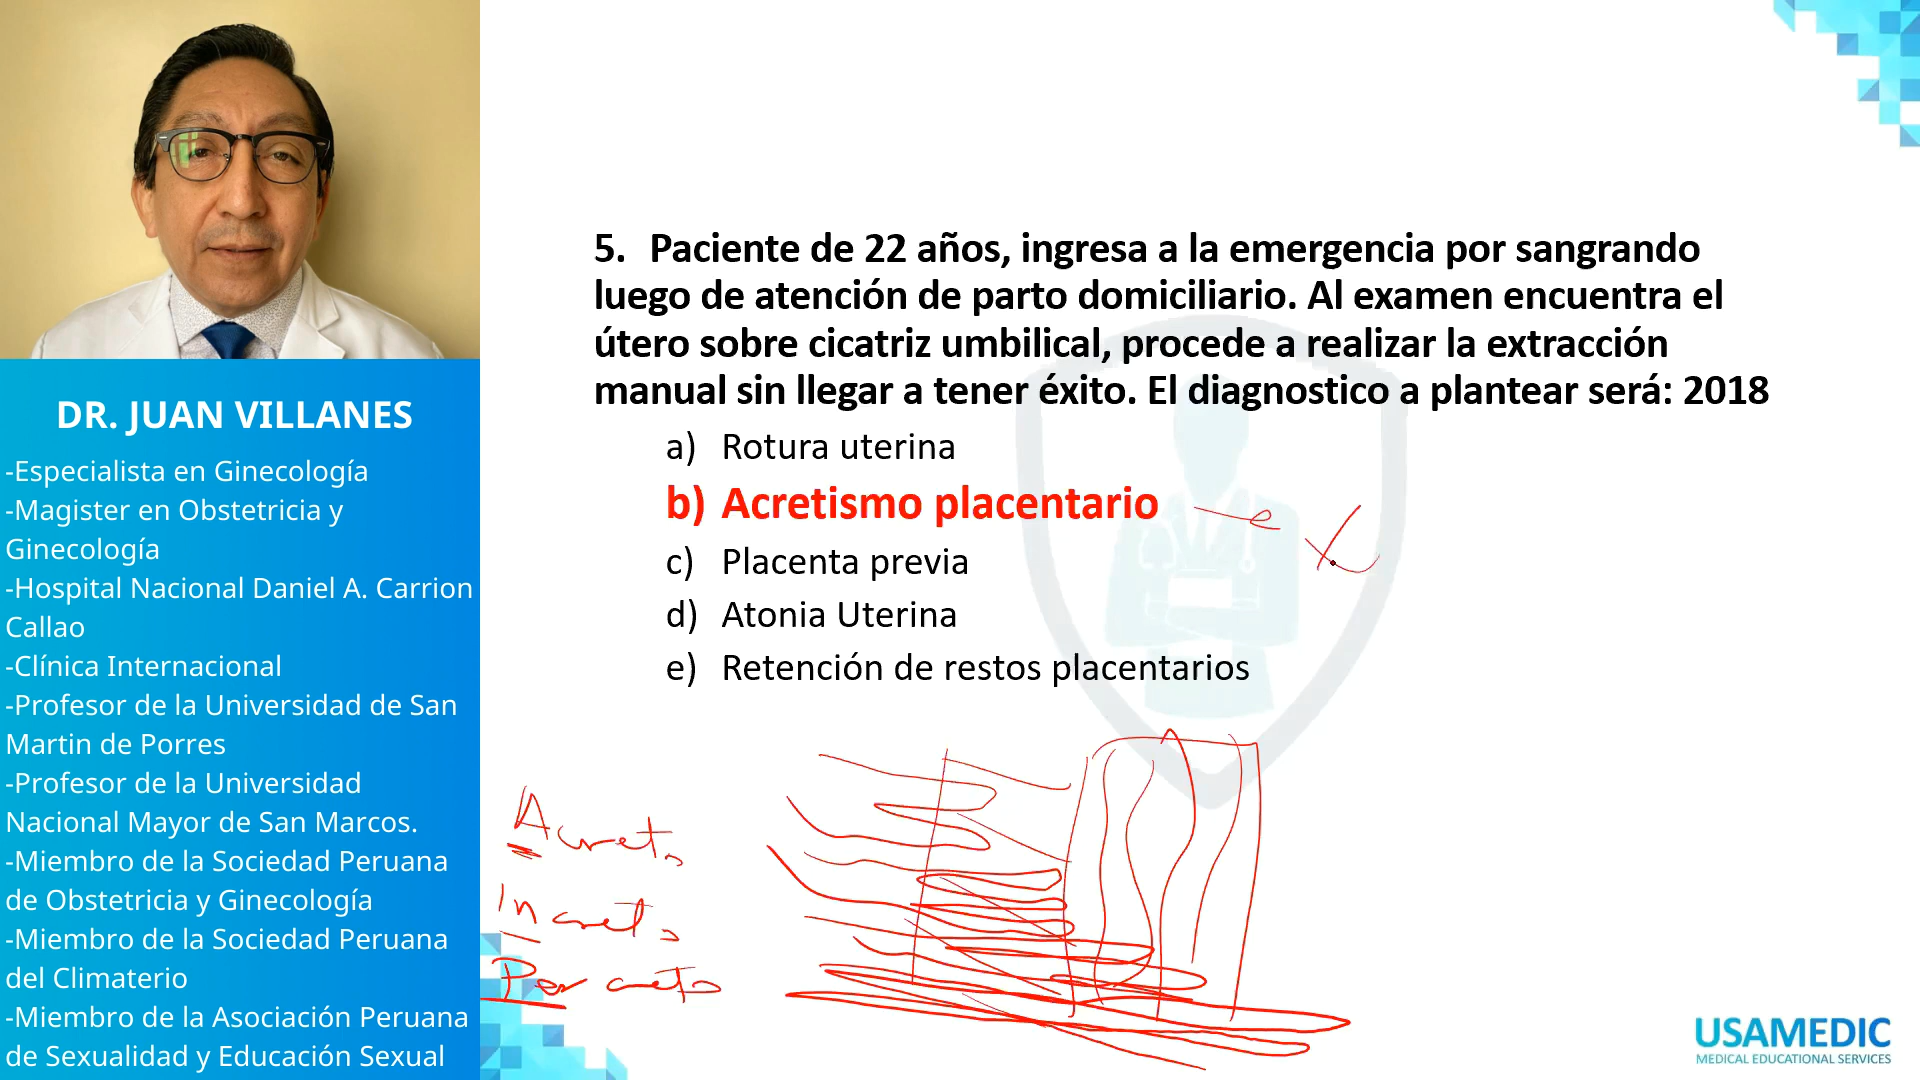 DR. JUAN VILLANES
-Especialista en Ginecología
-Magister en Obstetricia y
Ginecología
-Hospital Nacional Daniel A. Carrion
Callao
-Clínica Internacional
-Profesor de la Universidad de San
Martin de Porres
-Profesor de la Universidad
Nacional Mayor de San Marcos.
-Miembro de la Sociedad Peruana
de Obstetricia y Ginecología
-Miembro de la Sociedad Peruana
del Climaterio
-Miembro de la Asociación Peruana
de Sexualidad y Educación Sexual
5. Paciente de 22 años, ingresa a la emergencia por sangrando
luego de atención de parto domiciliario. Al examen encuentra el
útero sobre cicatriz umbilical, procede a realizar la extracción
manual sin llegar a tener éxito. El diagnostico a plantear será: 2018
a) Rotura uterina
b) Acretismo placentario
c) Placenta previa
d) Atonia Uterina
e) Retención de restos placentarios
Acreto
Increto
Percreto
USAMEDIC
MEDICAL EDUCATIONAL SERVICES